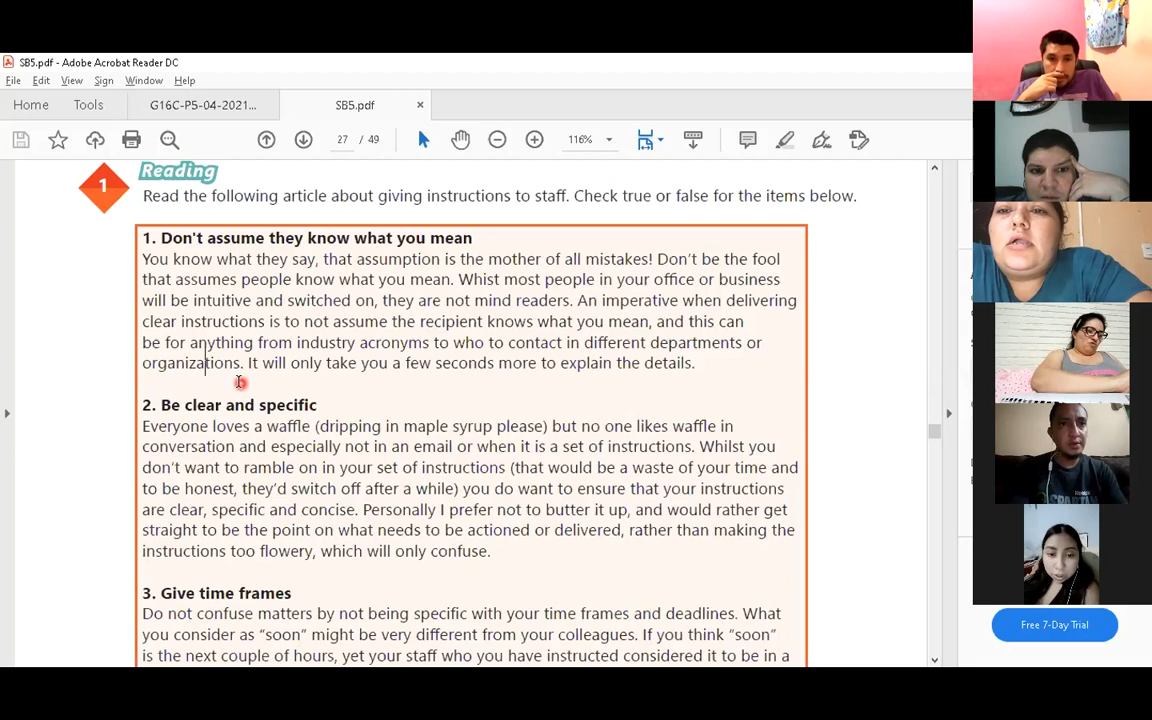 SB5.pdf - Adobe Acrobat Reader DC
File Edit View Sign Window Help
Home Tools G16C-P5-04-2021... SB5.pdf ×
27 / 49 116%
1 Reading
Read the following article about giving instructions to staff. Check true or false for the items below.
1. Don't assume they know what you mean
You know what they say, that assumption is the mother of all mistakes! Don't be the fool
that assumes people know what you mean. Whist most people in your office or business
will be intuitive and switched on, they are not mind readers. An imperative when delivering
clear instructions is to not assume the recipient knows what you mean, and this can
be for anything from industry acronyms to who to contact in different departments or
organizations. It will only take you a few seconds more to explain the details.
2. Be clear and specific
Everyone loves a waffle (dripping in maple syrup please) but no one likes waffle in
conversation and especially not in an email or when it is a set of instructions. Whilst you
don't want to ramble on in your set of instructions (that would be a waste of your time and
to be honest, they'd switch off after a while) you do want to ensure that your instructions
are clear, specific and concise. Personally I prefer not to butter it up, and would rather get
straight to be the point on what needs to be actioned or delivered, rather than making the
instructions too flowery, which will only confuse.
3. Give time frames
Do not confuse matters by not being specific with your time frames and deadlines. What
you consider as “soon” might be very different from your colleagues. If you think “soon”
is the next couple of hours, yet your staff who you have instructed considered it to be in a
Free 7-Day Trial